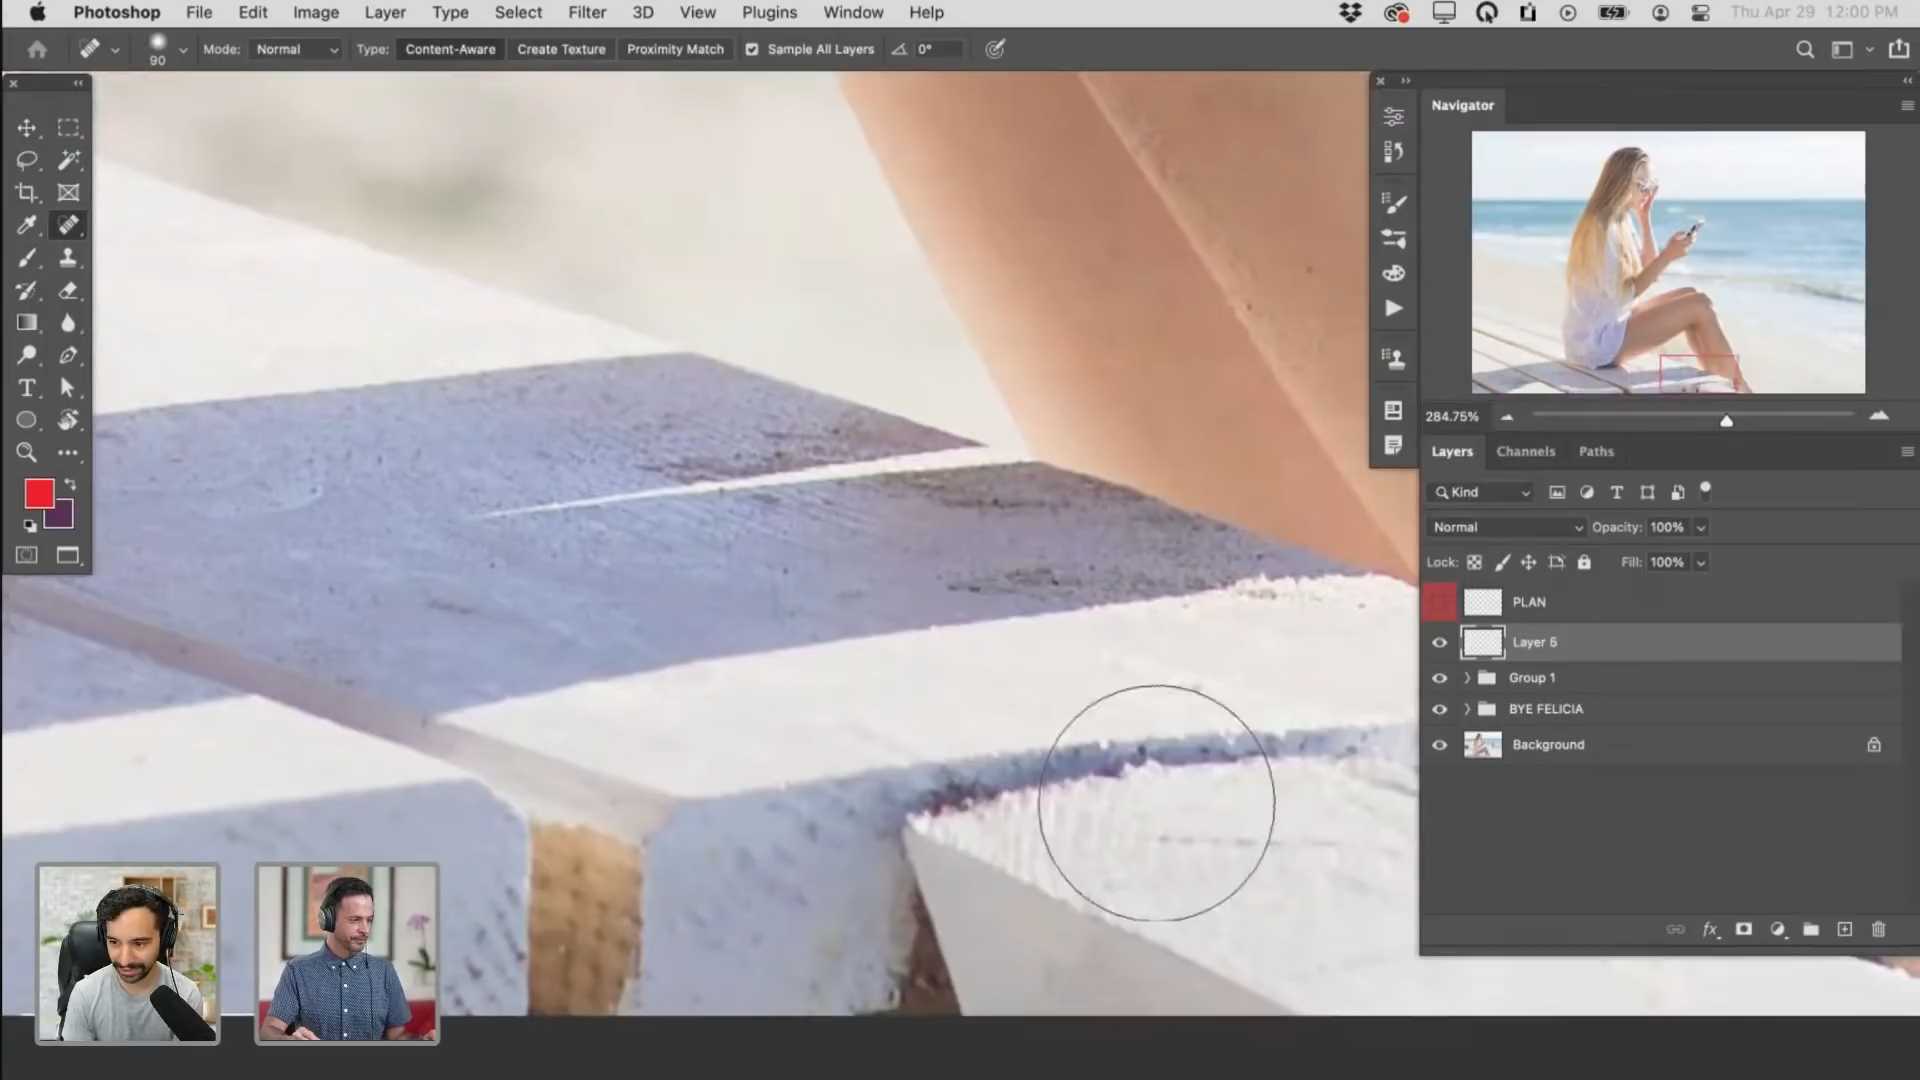 Photoshop File Edit Image Layer Type Select Filter 3D View Plugins Window Help Thu Apr 29 12:00 PM
90 Mode: Normal Type: Content-Aware Create Texture Proximity Match Sample All Layers 0°
Navigator
284.75%
Layers Channels Paths
Kind
Normal Opacity: 100%
Lock: Fill: 100%
PLAN
Layer 6
Group 1
BYE FELICIA
Background
fx